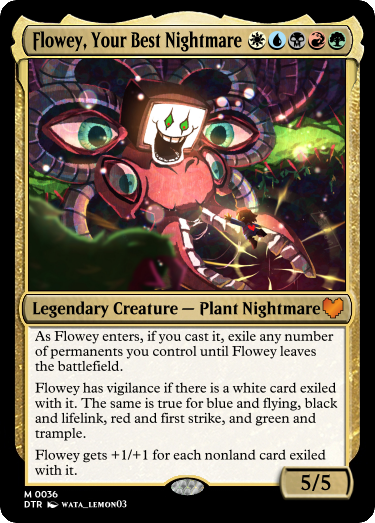 Flowey, Your Best Nightmare
Legendary Creature — Plant Nightmare
As Flowey enters, if you cast it, exile any number
of permanents you control until Flowey leaves
the battlefield.
Flowey has vigilance if there is a white card exiled
with it. The same is true for blue and flying, black
and lifelink, red and first strike, and green and
trample.
Flowey gets +1/+1 for each nonland card exiled
with it.
5/5
M 0036
DTR WATA_LEMON03